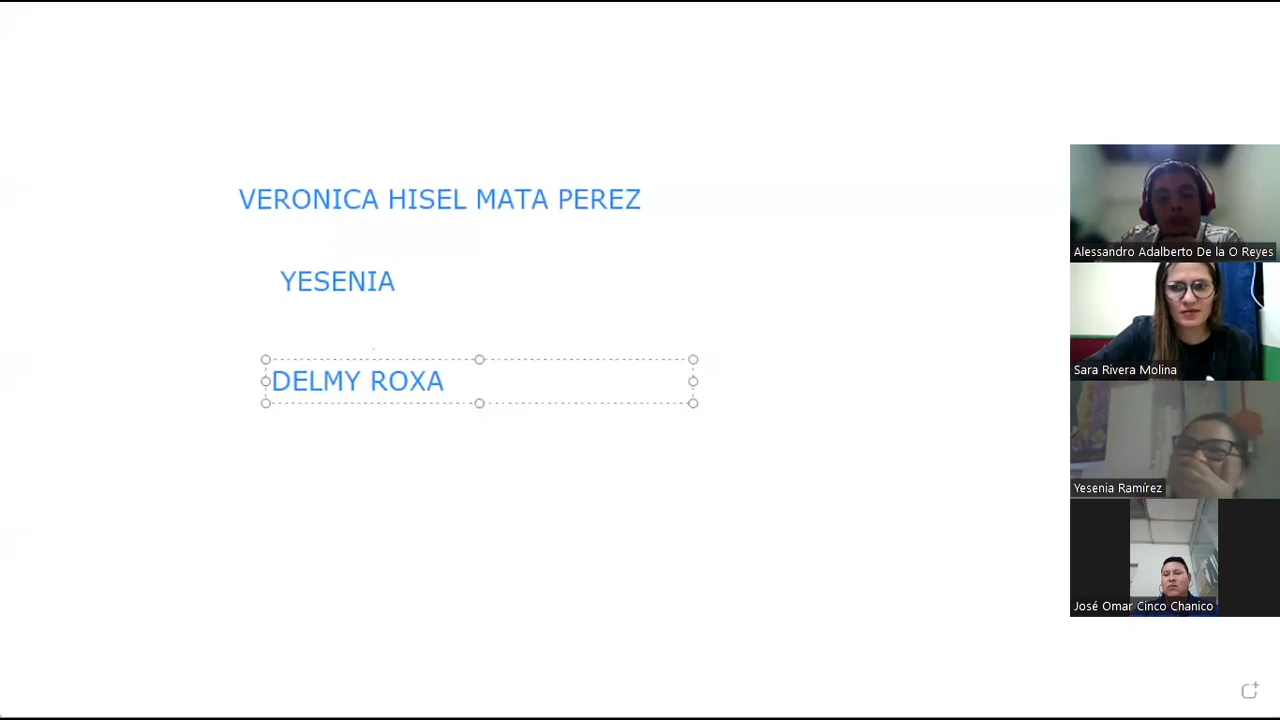 VERONICA HISEL MATA PEREZ
YESENIA
DELMY ROXA
Alessandro Adalberto De la O Reyes
Sara Rivera Molina
Yesenia Ramírez
José Omar Cinco Chanico